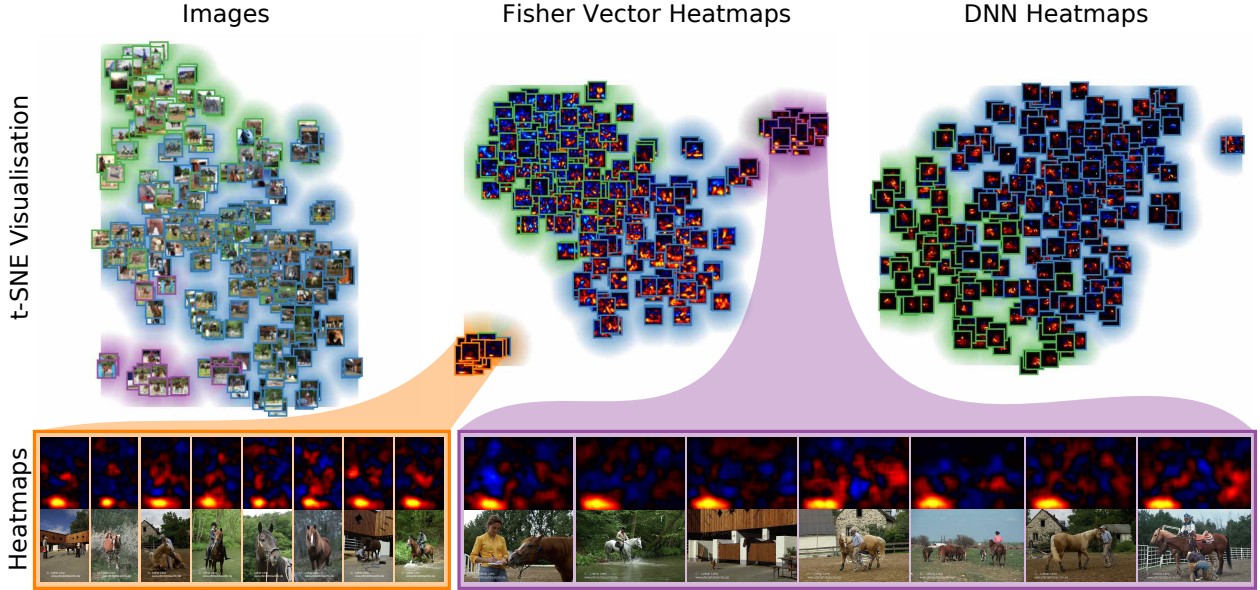 Images
Fisher Vector Heatmaps
DNN Heatmaps
t-SNE Visualisation
Heatmaps